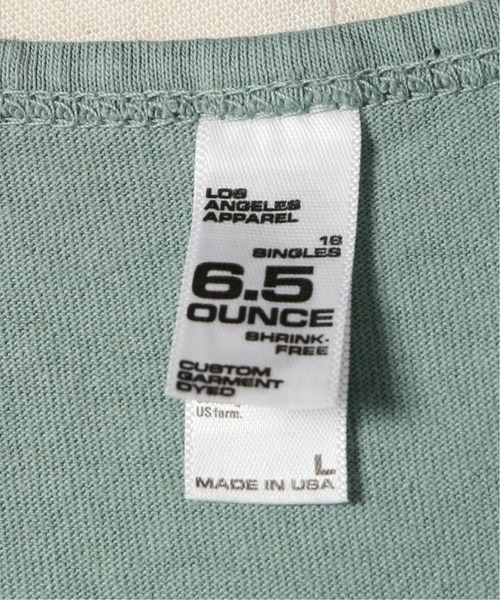 LOS
ANGELES
APPAREL
18
SINGLES
6.5
OUNCE
SHRINK-
FREE
CUSTOM
GARMENT
DYED
US farm.
L
MADE IN USA